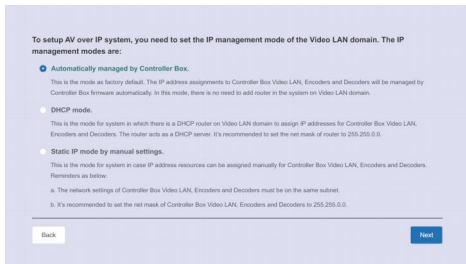 To setup AV over IP system, you need to set the IP management mode of the Video LAN domain. The IP
management modes are:
Automatically managed by Controller Box.
This is the mode as factory default. The IP address assignments to Controller Box Video LAN, Encoders and Decoders will be managed by
Controller Box firmware automatically. In this mode, there is no need to add router in the system on Video LAN domain.
DHCP mode.
This is the mode for system in which there is a DHCP router on Video LAN domain to assign IP addresses for Controller Box Video LAN,
Encoders and Decoders. The router acts as a DHCP server. It's recommended to set the net mask of router to 255.255.0.0.
Static IP mode by manual settings.
This is the mode for system in case IP address resources can be assigned manually for Controller Box Video LAN, Encoders and Decoders.
Reminders as below:
a. The network settings of Controller Box Video LAN, Encoders and Decoders must be on the same subnet.
b. It's recommended to set the net mask of Controller Box Video LAN, Encoders and Decoders to 255.255.0.0.
Back
Next